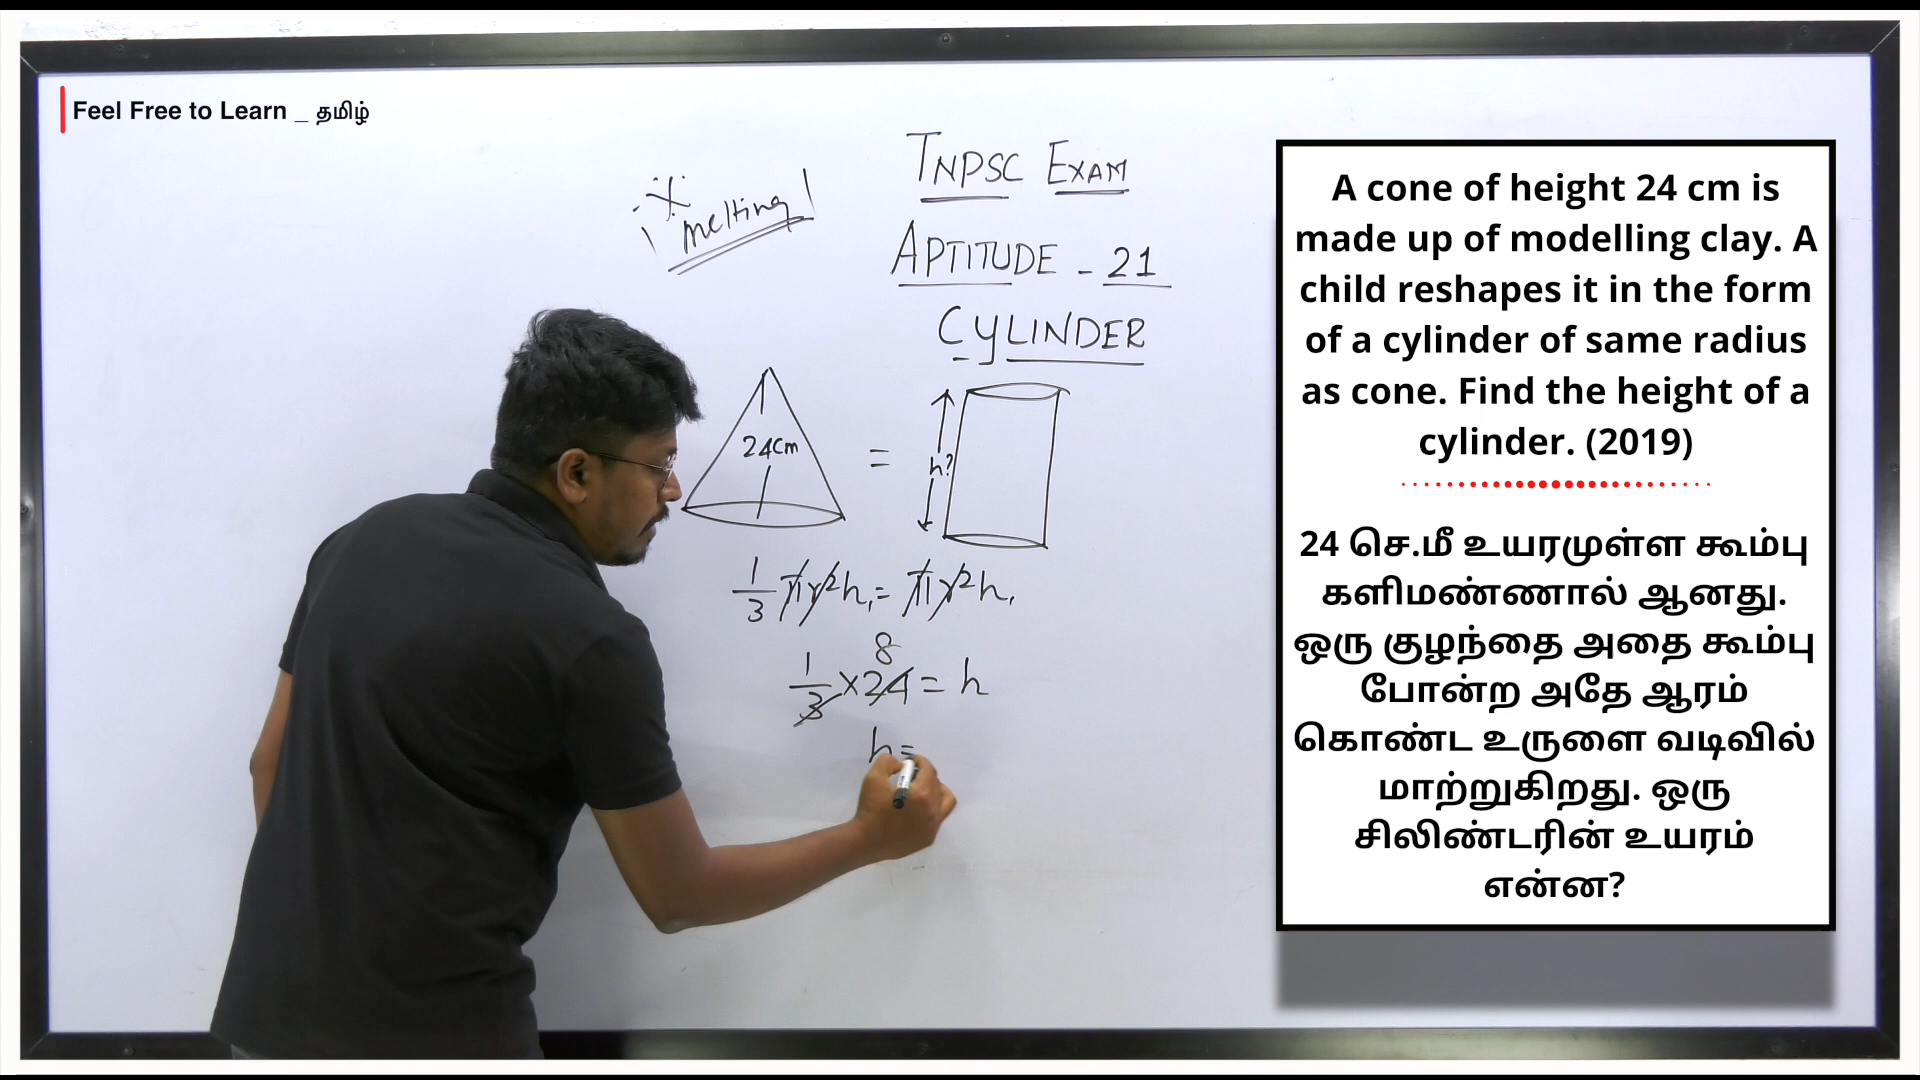 Feel Free to Learn _ தமிழ்
melting
TNPSC EXAM
APTITUDE - 21
CYLINDER
24cm
=
h?
1/3 πr²h₁ = πr²h₁
8
1/3 × 24 = h
h =
A cone of height 24 cm is
made up of modelling clay. A
child reshapes it in the form
of a cylinder of same radius
as cone. Find the height of a
cylinder. (2019)
24 செ.மீ உயரமுள்ள கூம்பு
களிமண்ணால் ஆனது.
ஒரு குழந்தை அதை கூம்பு
போன்ற அதே ஆரம்
கொண்ட உருளை வடிவில்
மாற்றுகிறது. ஒரு
சிலிண்டரின் உயரம்
என்ன?